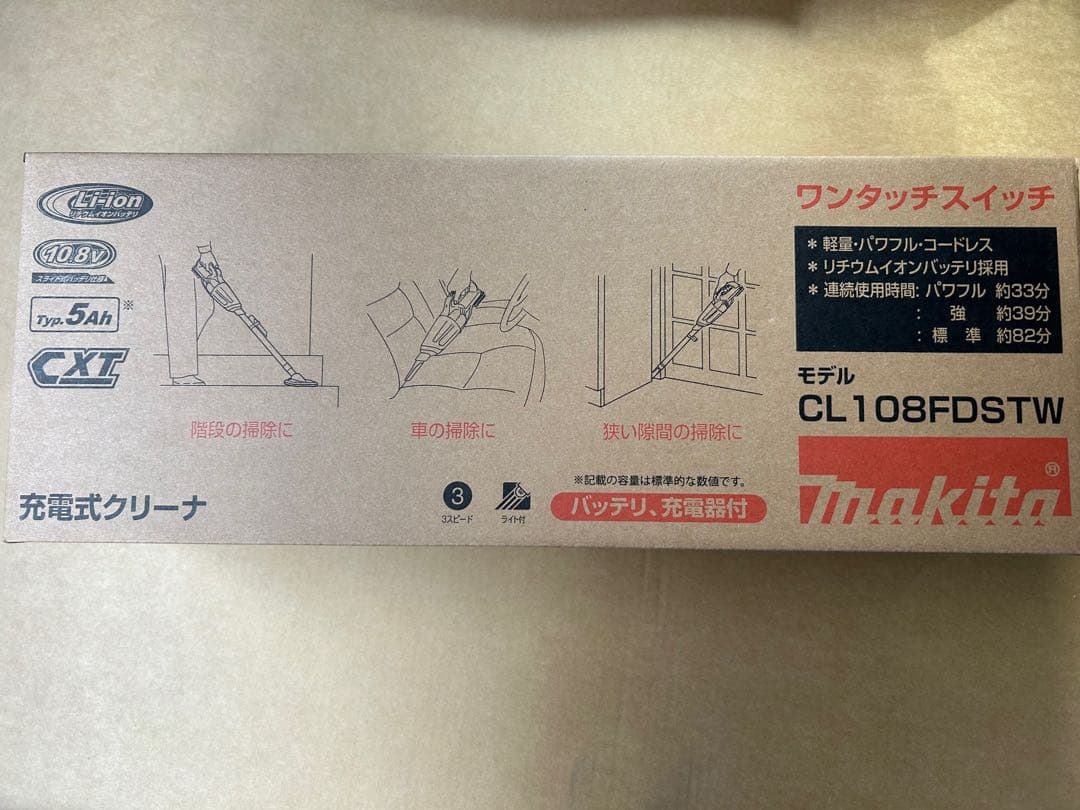 Li-ion
リチウムイオンバッテリ
10.8V
スライド式バッテリ仕様
Typ.5Ah※
CXT
階段の掃除に
車の掃除に
狭い隙間の掃除に
ワンタッチスイッチ
＊軽量・パワフル・コードレス
＊リチウムイオンバッテリ採用
＊連続使用時間：パワフル 約33分
：強 約39分
：標準 約82分
モデル
CL108FDSTW
makita®
充電式クリーナ
3
3スピード
ライト付
※記載の容量は標準的な数値です。
バッテリ、充電器付